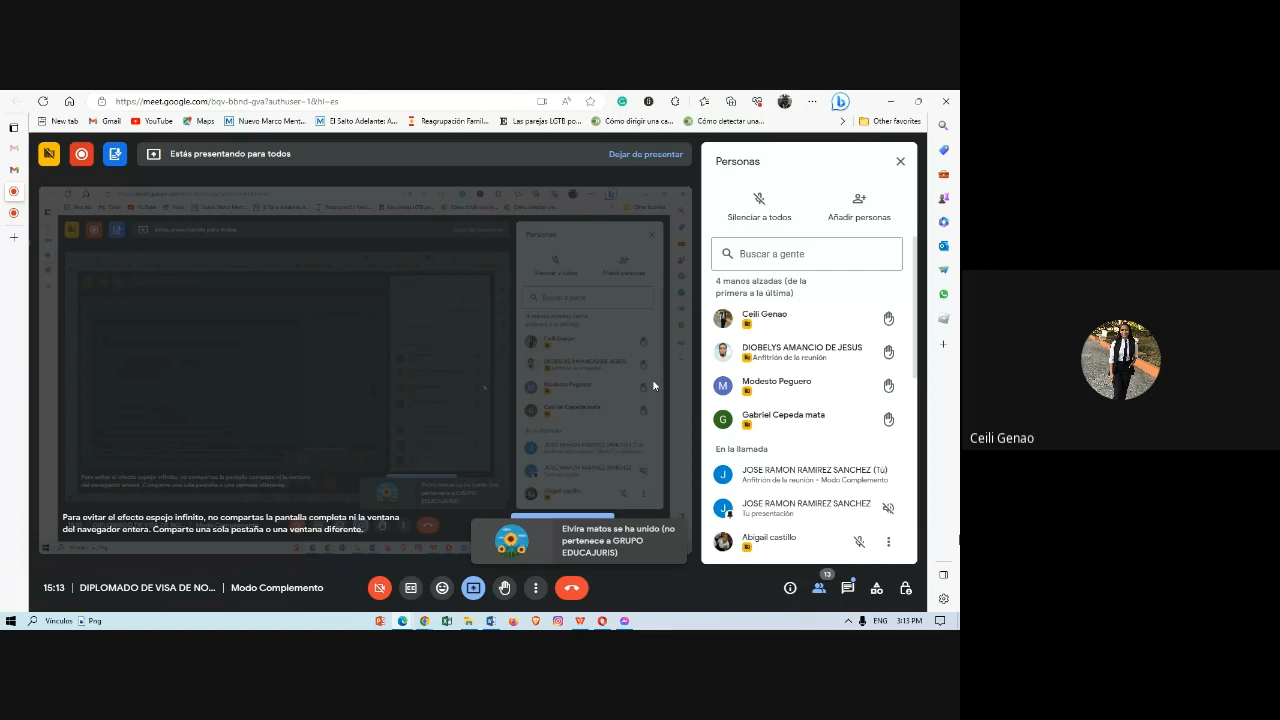 https://meet.google.com/bqv-bbnd-gva?authuser=1&hl=es
New tab
Gmail
YouTube
Maps
Nuevo Marco Ment...
El Salto Adelante: A...
Reagrupación Famil...
Las parejas LGTB po...
Cómo dirigir una ca...
Cómo detectar una...
Other favorites
Estás presentando para todos
Dejar de presentar
Personas
Silenciar a todos
Añadir personas
Buscar a gente
4 manos alzadas (de la
primera a la última)
Ceili Genao
DIOBELYS AMANCIO DE JESUS
Anfitrión de la reunión
Modesto Peguero
M
Gabriel Cepeda mata
G
En la llamada
JOSE RAMON RAMIREZ SANCHEZ (Tú)
Anfitrión de la reunión • Modo Complemento
J
JOSE RAMON RAMIREZ SANCHEZ
Tu presentación
J
Abigail castillo
Para evitar el efecto espejo infinito, no compartas la pantalla completa ni la ventana
del navegador entera. Comparte una sola pestaña o una ventana diferente.
Elvira matos se ha unido (no
pertenece a GRUPO
EDUCAJURIS)
15:13 | DIPLOMADO DE VISA DE NO... | Modo Complemento
13
Vínculos
Png
ENG
3:13 PM
Ceili Genao